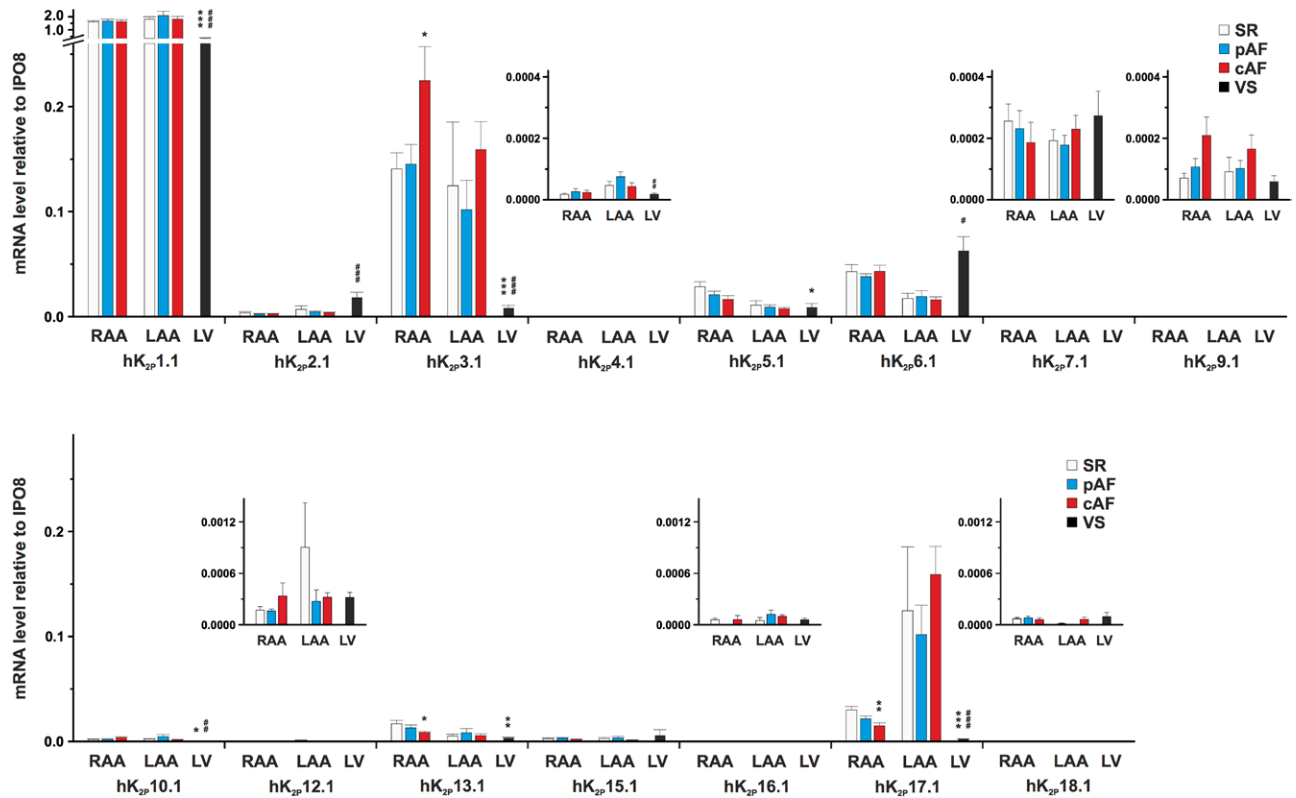 mRNA level relative to IPO8
2.0
1.0
0.2
0.1
0.0
***
###
###
*
***
###
*
#
SR
pAF
cAF
VS
0.0004
0.0002
0.0000
##
RAA LAA LV
0.0004
0.0002
0.0000
RAA LAA LV
0.0004
0.0002
0.0000
RAA LAA LV
RAA LAA LV RAA LAA LV RAA LAA LV RAA LAA LV RAA LAA LV RAA LAA LV RAA LAA LV RAA LAA LV
hK2P1.1 hK2P2.1 hK2P3.1 hK2P4.1 hK2P5.1 hK2P6.1 hK2P7.1 hK2P9.1
mRNA level relative to IPO8
0.2
0.1
0.0
*
##
*
**
**
***
###
SR
pAF
cAF
VS
0.0012
0.0006
0.0000
RAA LAA LV
0.0012
0.0006
0.0000
RAA LAA LV
0.0012
0.0006
0.0000
RAA LAA LV
RAA LAA LV RAA LAA LV RAA LAA LV RAA LAA LV RAA LAA LV RAA LAA LV RAA LAA LV
hK2P10.1 hK2P12.1 hK2P13.1 hK2P15.1 hK2P16.1 hK2P17.1 hK2P18.1